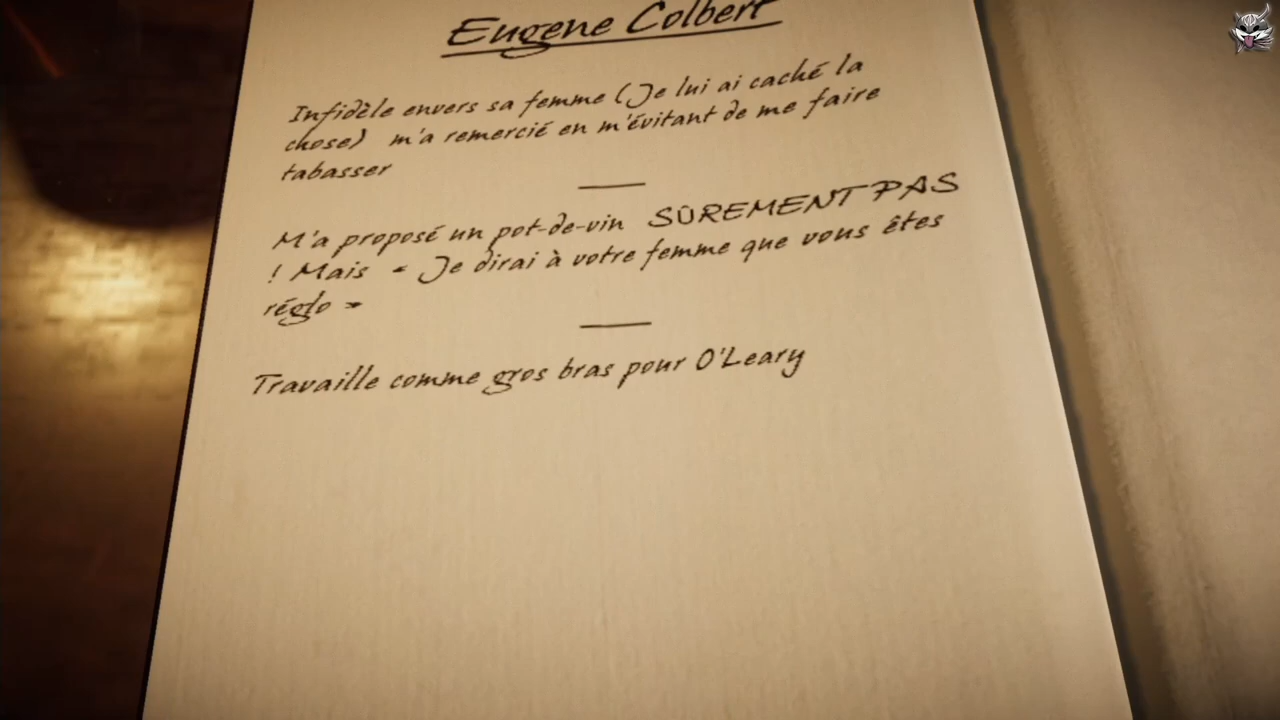 Eugene Colbert
Infidèle envers sa femme (Je lui ai caché la
chose) m'a remercié en m'évitant de me faire
tabasser
M'a proposé un pot-de-vin SÛREMENT PAS
! Mais « Je dirai à votre femme que vous êtes
réglo »
Travaille comme gros bras pour O'Leary